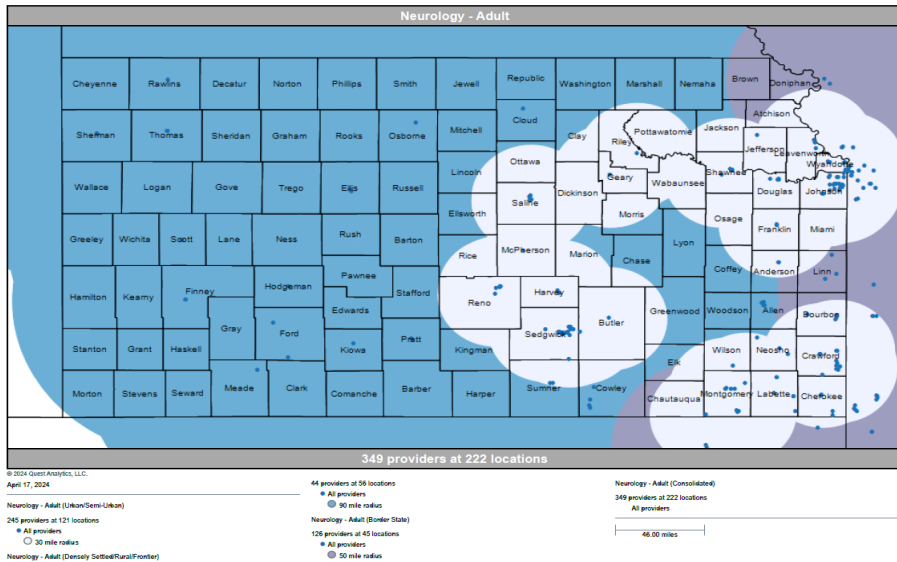 Neurology - Adult
Cheyenne Rawlins Decatur Norton Phillips Smith Jewell Republic Washington Marshall Nemaha Brown Doniphan
Sherman Thomas Sheridan Graham Rooks Osborne Mitchell Cloud Clay Riley Pottawatomie Jackson Atchison
Jefferson Leavenworth Wyandotte
Wallace Logan Gove Trego Ellis Russell Lincoln Ottawa Dickinson Geary Wabaunsee Shawnee Douglas Johnson
Ellsworth Saline Morris Osage Franklin Miami
Greeley Wichita Scott Lane Ness Rush Barton Rice McPherson Marion Chase Lyon Coffey Anderson Linn
Hamilton Kearny Finney Hodgeman Pawnee Stafford Reno Harvey Butler Greenwood Woodson Allen Bourbon
Edwards
Gray Ford Sedgwick
Stanton Grant Haskell Kiowa Pratt Kingman Elk Wilson Neosho Crawford
Morton Stevens Seward Meade Clark Comanche Barber Harper Sumner Cowley Chautauqua Montgomery Labette Cherokee
349 providers at 222 locations
© 2024 Quest Analytics, LLC.
April 17, 2024
Neurology - Adult (Urban/Semi-Urban)
245 providers at 121 locations
All providers
30 mile radius
Neurology - Adult (Densely Settled/Rural/Frontier)
44 providers at 56 locations
All providers
90 mile radius
Neurology - Adult (Border State)
126 providers at 45 locations
All providers
50 mile radius
Neurology - Adult (Consolidated)
349 providers at 222 locations
All providers
46.00 miles